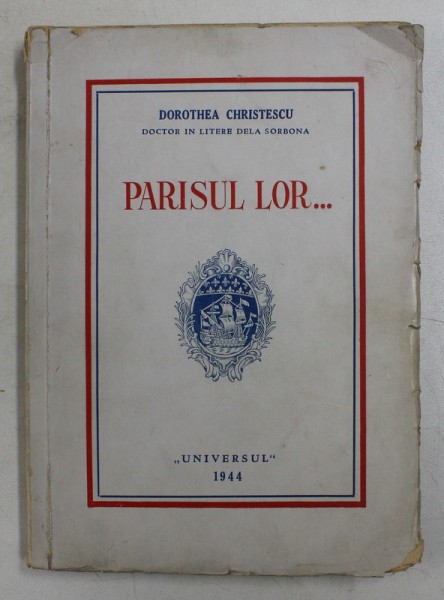 DOROTHEA CHRISTESCU
DOCTOR IN LITERE DELA SORBONA
PARISUL LOR...
„UNIVERSUL“
1944